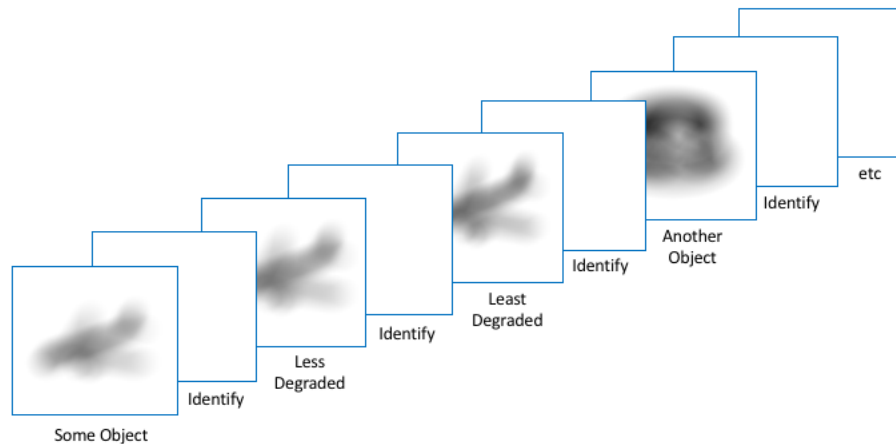 Some Object
Identify
Less
Degraded
Identify
Least
Degraded
Identify
Another
Object
Identify
etc